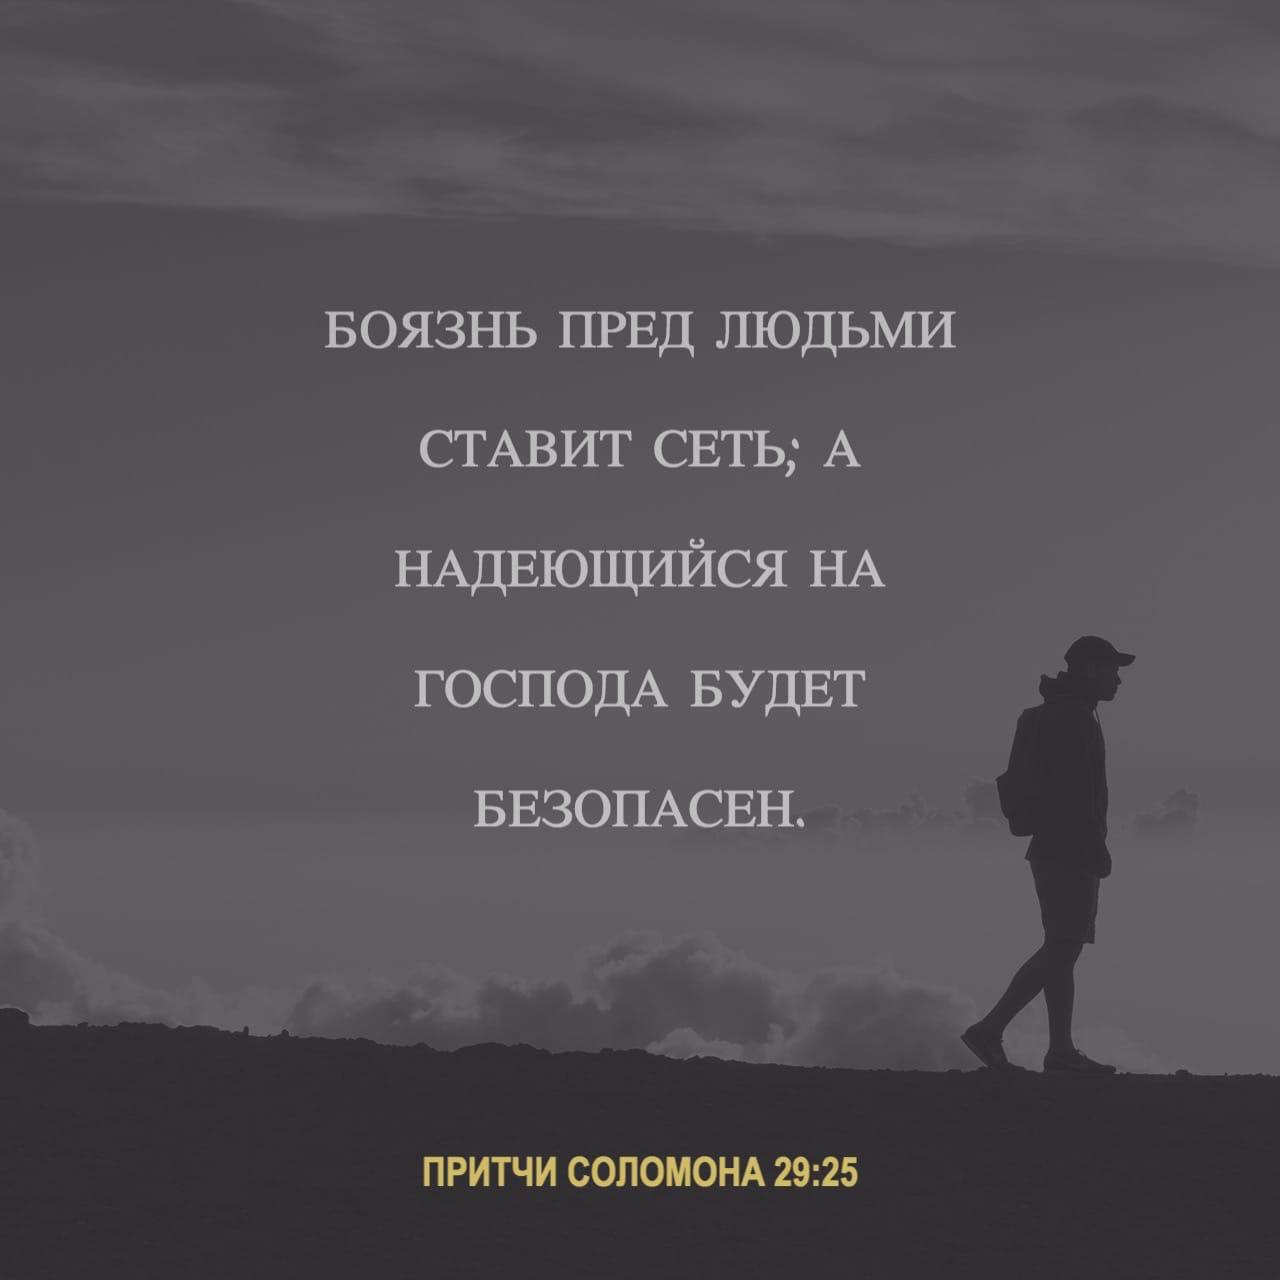 БОЯЗНЬ ПРЕД ЛЮДЬМИ
СТАВИТ СЕТЬ; А
НАДЕЮЩИЙСЯ НА
ГОСПОДА БУДЕТ
БЕЗОПАСЕН.
ПРИТЧИ СОЛОМОНА 29:25